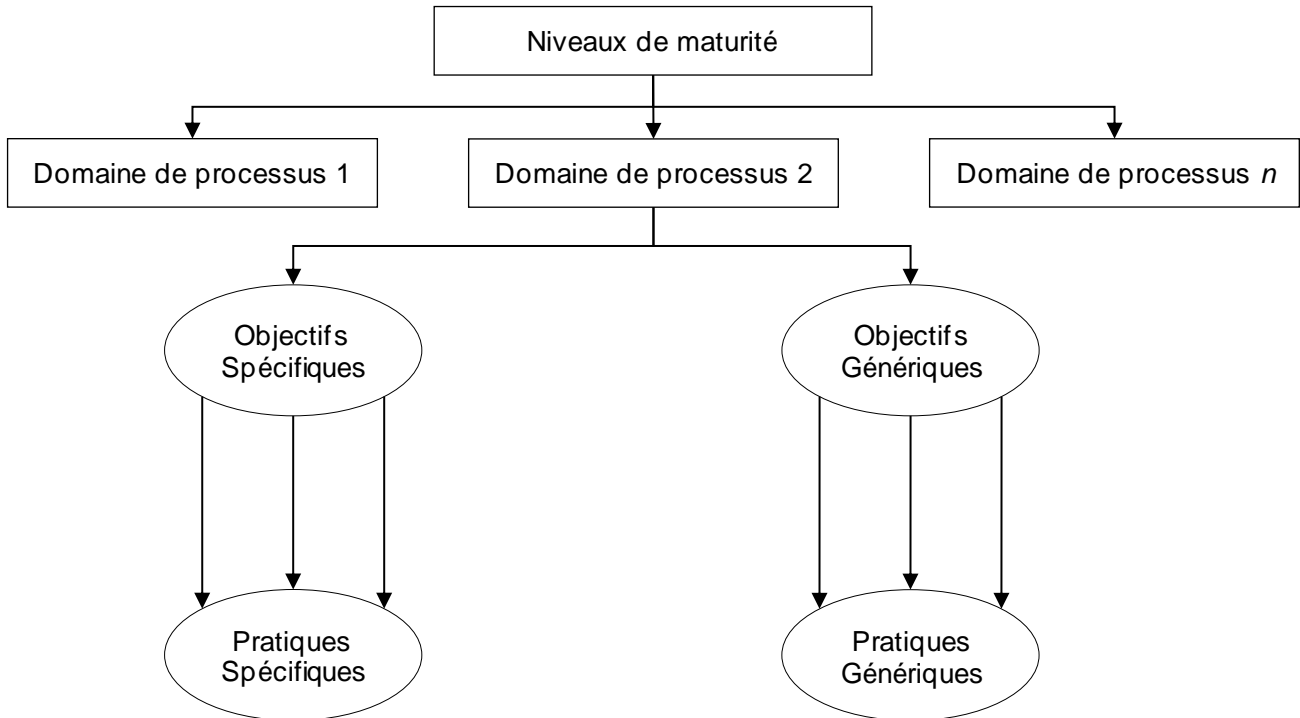 Niveaux de maturité
Domaine de processus 1
Domaine de processus 2
Domaine de processus n
Objectifs
Spécifiques
Objectifs
Génériques
Pratiques
Spécifiques
Pratiques
Génériques